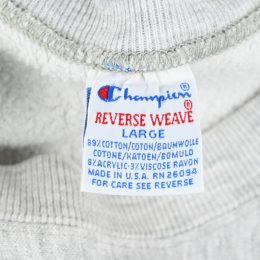 Champion®
REVERSE WEAVE®
LARGE
89% COTTON/COTON/BAUMWOLLE
COTONE/KATOEN/BOMULD
8% ACRYLIC·3% VISCOSE RAYON
MADE IN U.S.A. RN 26094
FOR CARE SEE REVERSE